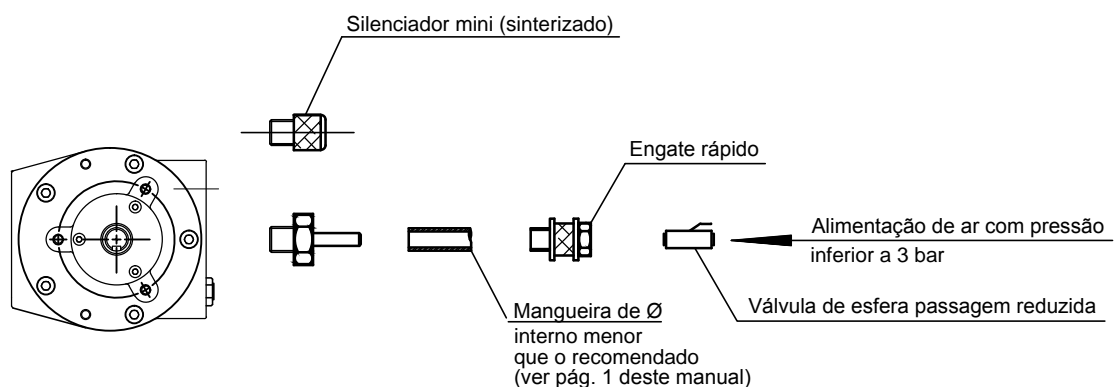 Silenciador mini (sinterizado)
Engate rápido
Alimentação de ar com pressão
inferior a 3 bar
Mangueira de Ø
interno menor
que o recomendado
(ver pág. 1 deste manual)
Válvula de esfera passagem reduzida